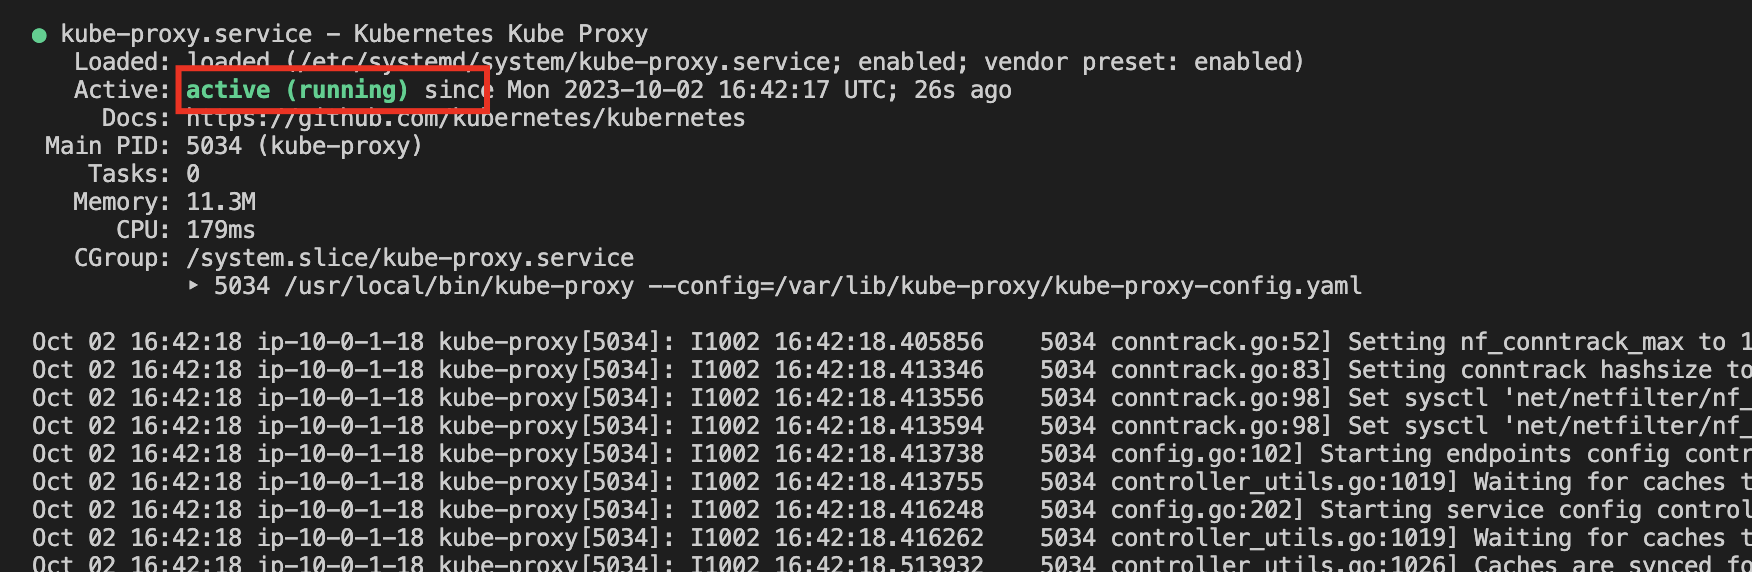 ● kube-proxy.service - Kubernetes Kube Proxy
Loaded: loaded (/etc/systemd/system/kube-proxy.service; enabled; vendor preset: enabled)
Active: active (running) since Mon 2023-10-02 16:42:17 UTC; 26s ago
Docs: https://github.com/kubernetes/kubernetes
Main PID: 5034 (kube-proxy)
Tasks: 0
Memory: 11.3M
CPU: 179ms
CGroup: /system.slice/kube-proxy.service
‣ 5034 /usr/local/bin/kube-proxy --config=/var/lib/kube-proxy/kube-proxy-config.yaml
Oct 02 16:42:18 ip-10-0-1-18 kube-proxy[5034]: I1002 16:42:18.405856 5034 conntrack.go:52] Setting nf_conntrack_max to 1
Oct 02 16:42:18 ip-10-0-1-18 kube-proxy[5034]: I1002 16:42:18.413346 5034 conntrack.go:83] Setting conntrack hashsize to
Oct 02 16:42:18 ip-10-0-1-18 kube-proxy[5034]: I1002 16:42:18.413556 5034 conntrack.go:98] Set sysctl 'net/netfilter/nf_
Oct 02 16:42:18 ip-10-0-1-18 kube-proxy[5034]: I1002 16:42:18.413594 5034 conntrack.go:98] Set sysctl 'net/netfilter/nf_
Oct 02 16:42:18 ip-10-0-1-18 kube-proxy[5034]: I1002 16:42:18.413738 5034 config.go:102] Starting endpoints config contr
Oct 02 16:42:18 ip-10-0-1-18 kube-proxy[5034]: I1002 16:42:18.413755 5034 controller_utils.go:1019] Waiting for caches t
Oct 02 16:42:18 ip-10-0-1-18 kube-proxy[5034]: I1002 16:42:18.416248 5034 config.go:202] Starting service config control
Oct 02 16:42:18 ip-10-0-1-18 kube-proxy[5034]: I1002 16:42:18.416262 5034 controller_utils.go:1019] Waiting for caches t
Oct 02 16:42:18 ip-10-0-1-18 kube-proxy[5034]: I1002 16:42:18.513932 5034 controller_utils.go:1026] Caches are synced fo